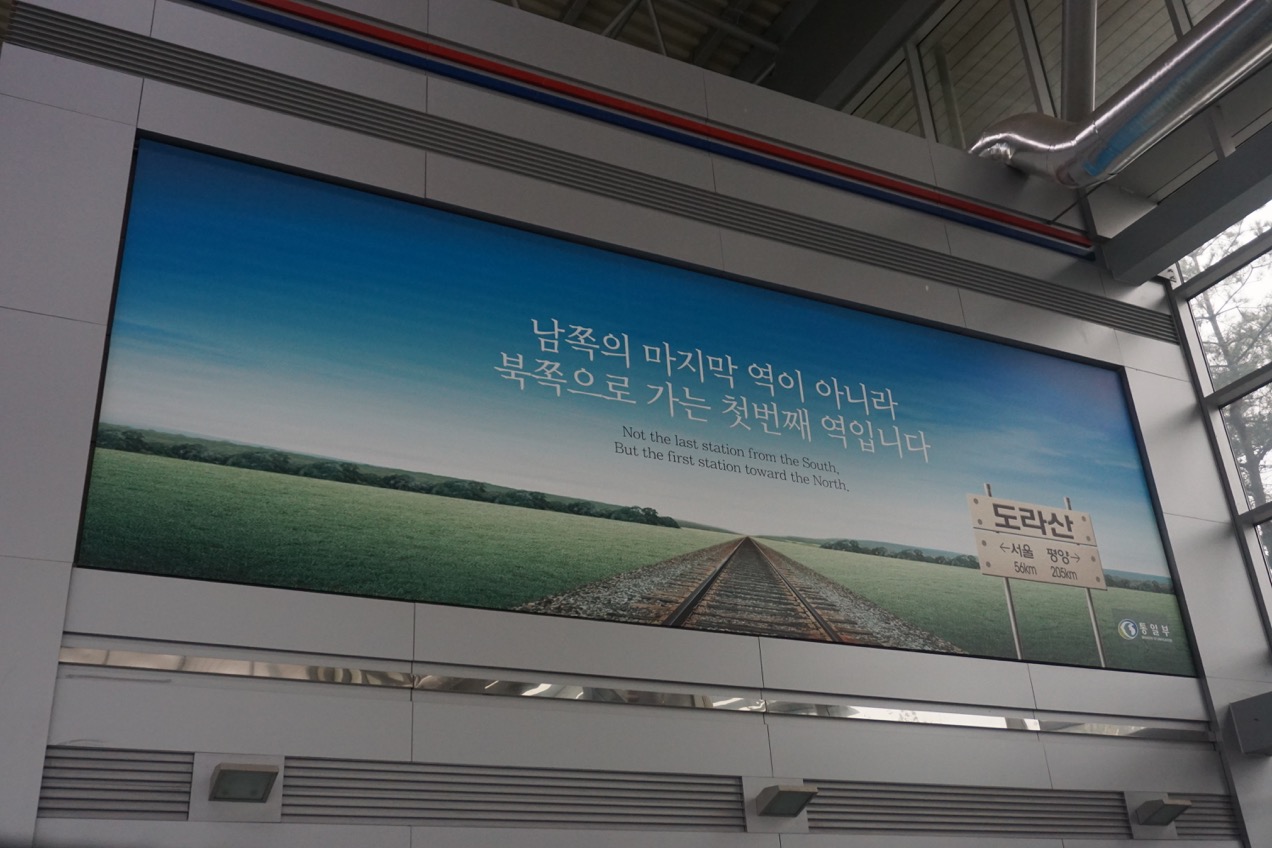 남쪽의 마지막 역이 아니라
북쪽으로 가는 첫번째 역입니다
Not the last station from the South,
But the first station toward the North.
도라산
←서울 평양→
56km 205km
통일부